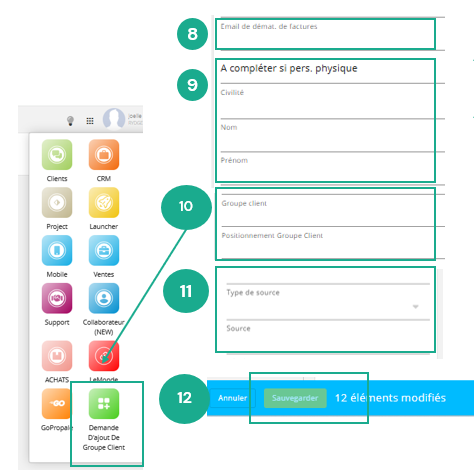 8
Email de démat. de factures
9
A compléter si pers. physique
Civilité
Nom
Prénom
joelle
Clients
CRM
Project
Launcher
Mobile
Ventes
Support
Collaborateur
(NEW)
ACHATS
LeMonde
GO
GoPropale
Demande
D'ajout De
Groupe Client
10
Groupe client
Positionnement Groupe Client
11
Type de source
Source
12
Annuler
Sauvegarder
12 éléments modifiés